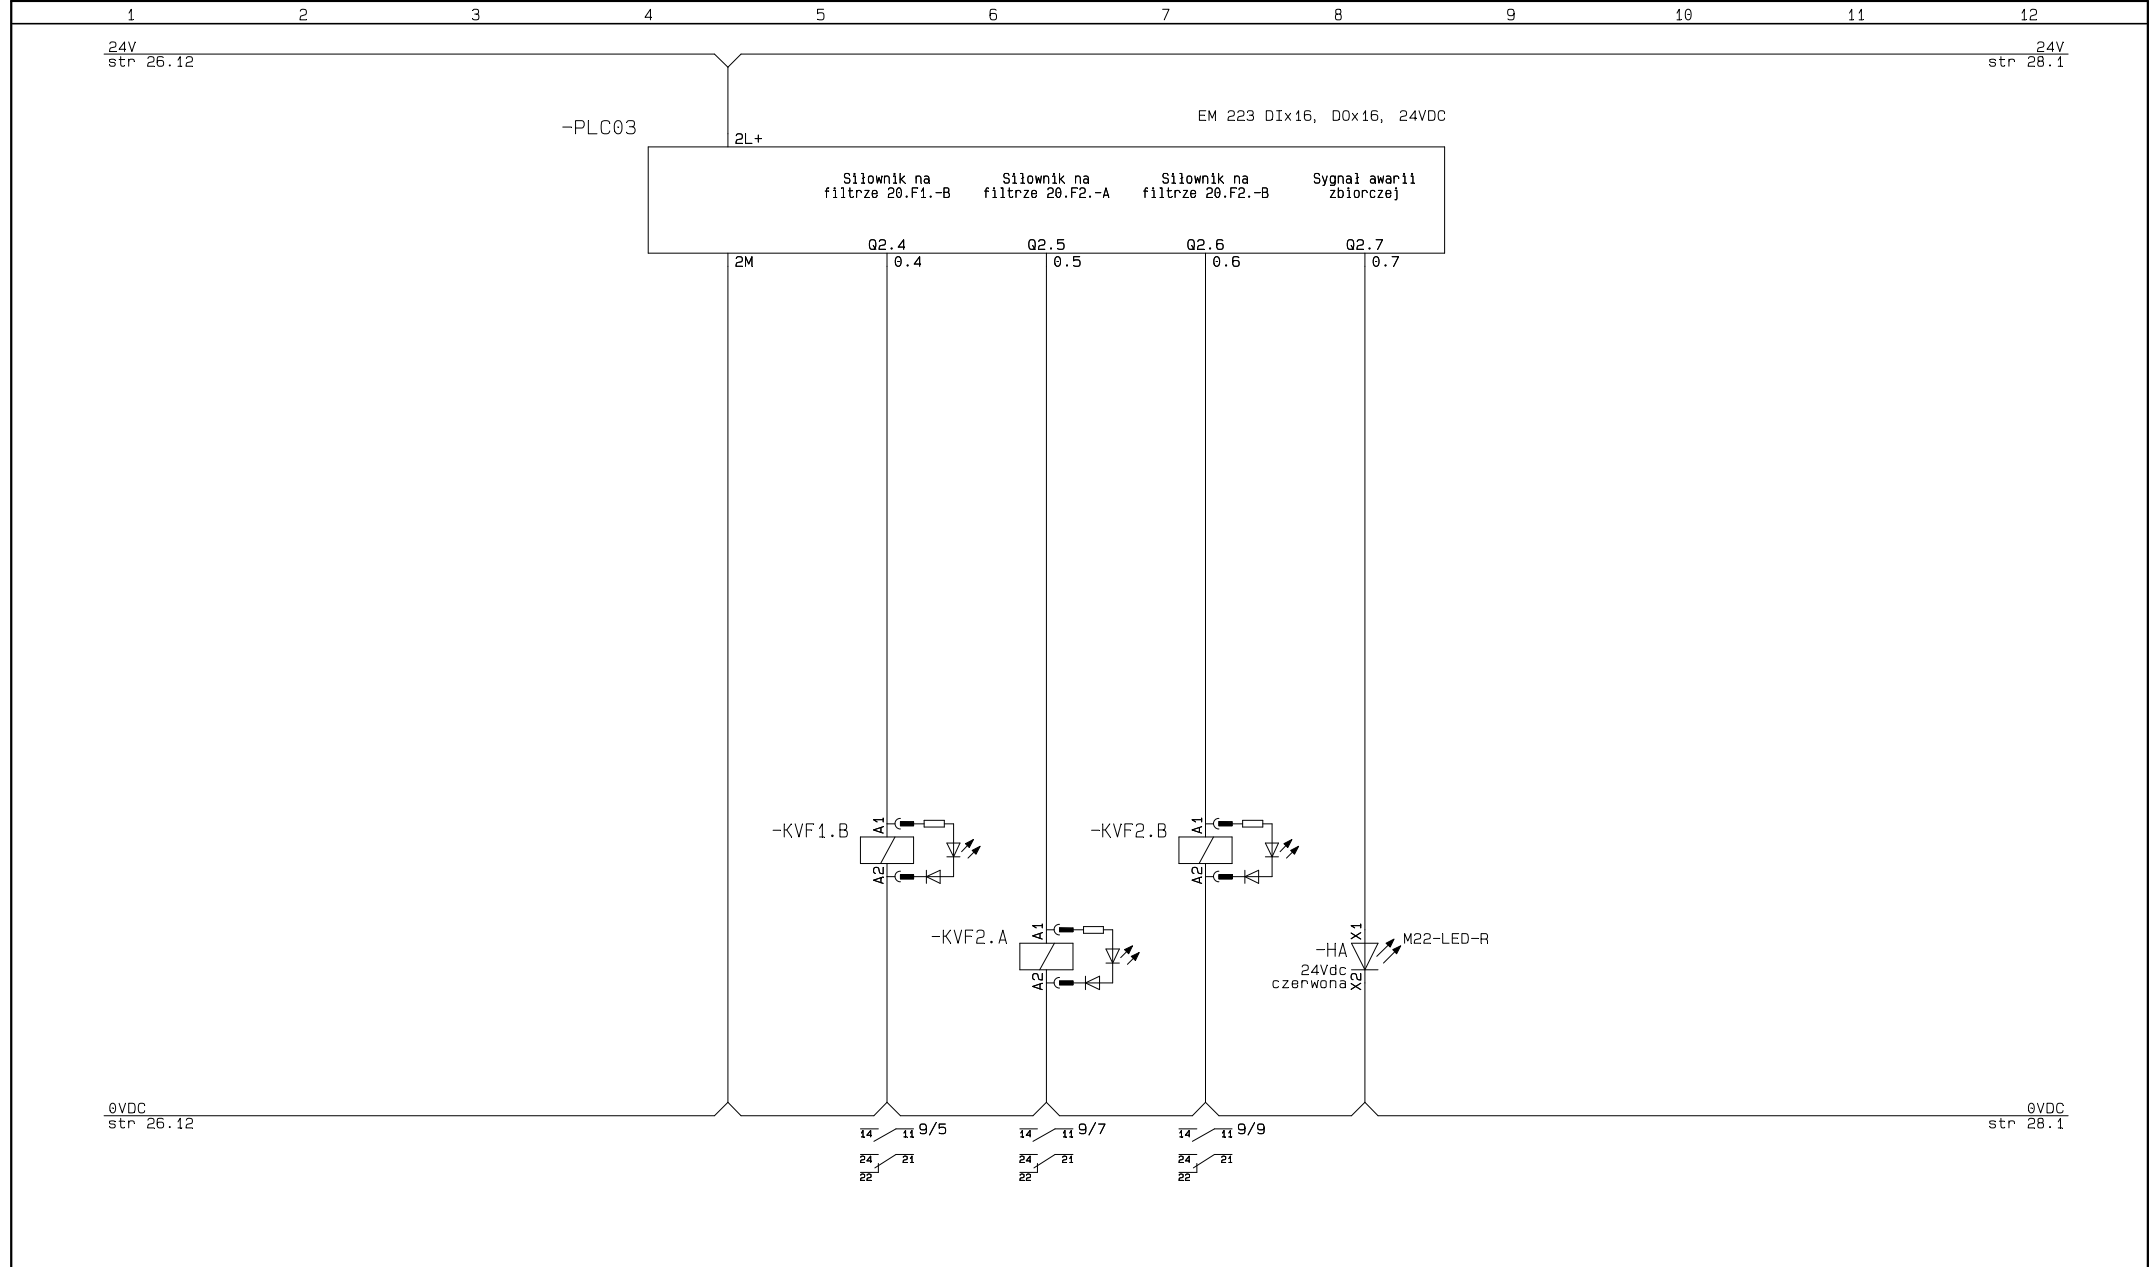 1 2 3 4 5 6 7 8 9 10 11 12
24V 24V
str 26.12 str 28.1
EM 223 DIx16, DOx16, 24VDC
-PLC03
2L+
Siłownik na Siłownik na Siłownik na Sygnał awarii
filtrze 20.F1.-B filtrze 20.F2.-A filtrze 20.F2.-B zbiorczej
Q2.4 Q2.5 Q2.6 Q2.7
2M 0.4 0.5 0.6 0.7
-KVF1.B A1 -KVF2.B A1
A2 A2
-KVF2.A A1 X1 M22-LED-R
-HA
24Vdc
A2 czerwona X2
0VDC 0VDC
str 26.12 str 28.1
14 11 9/5 14 11 9/7 14 11 9/9
24 21 24 21 24 21
22 22 22